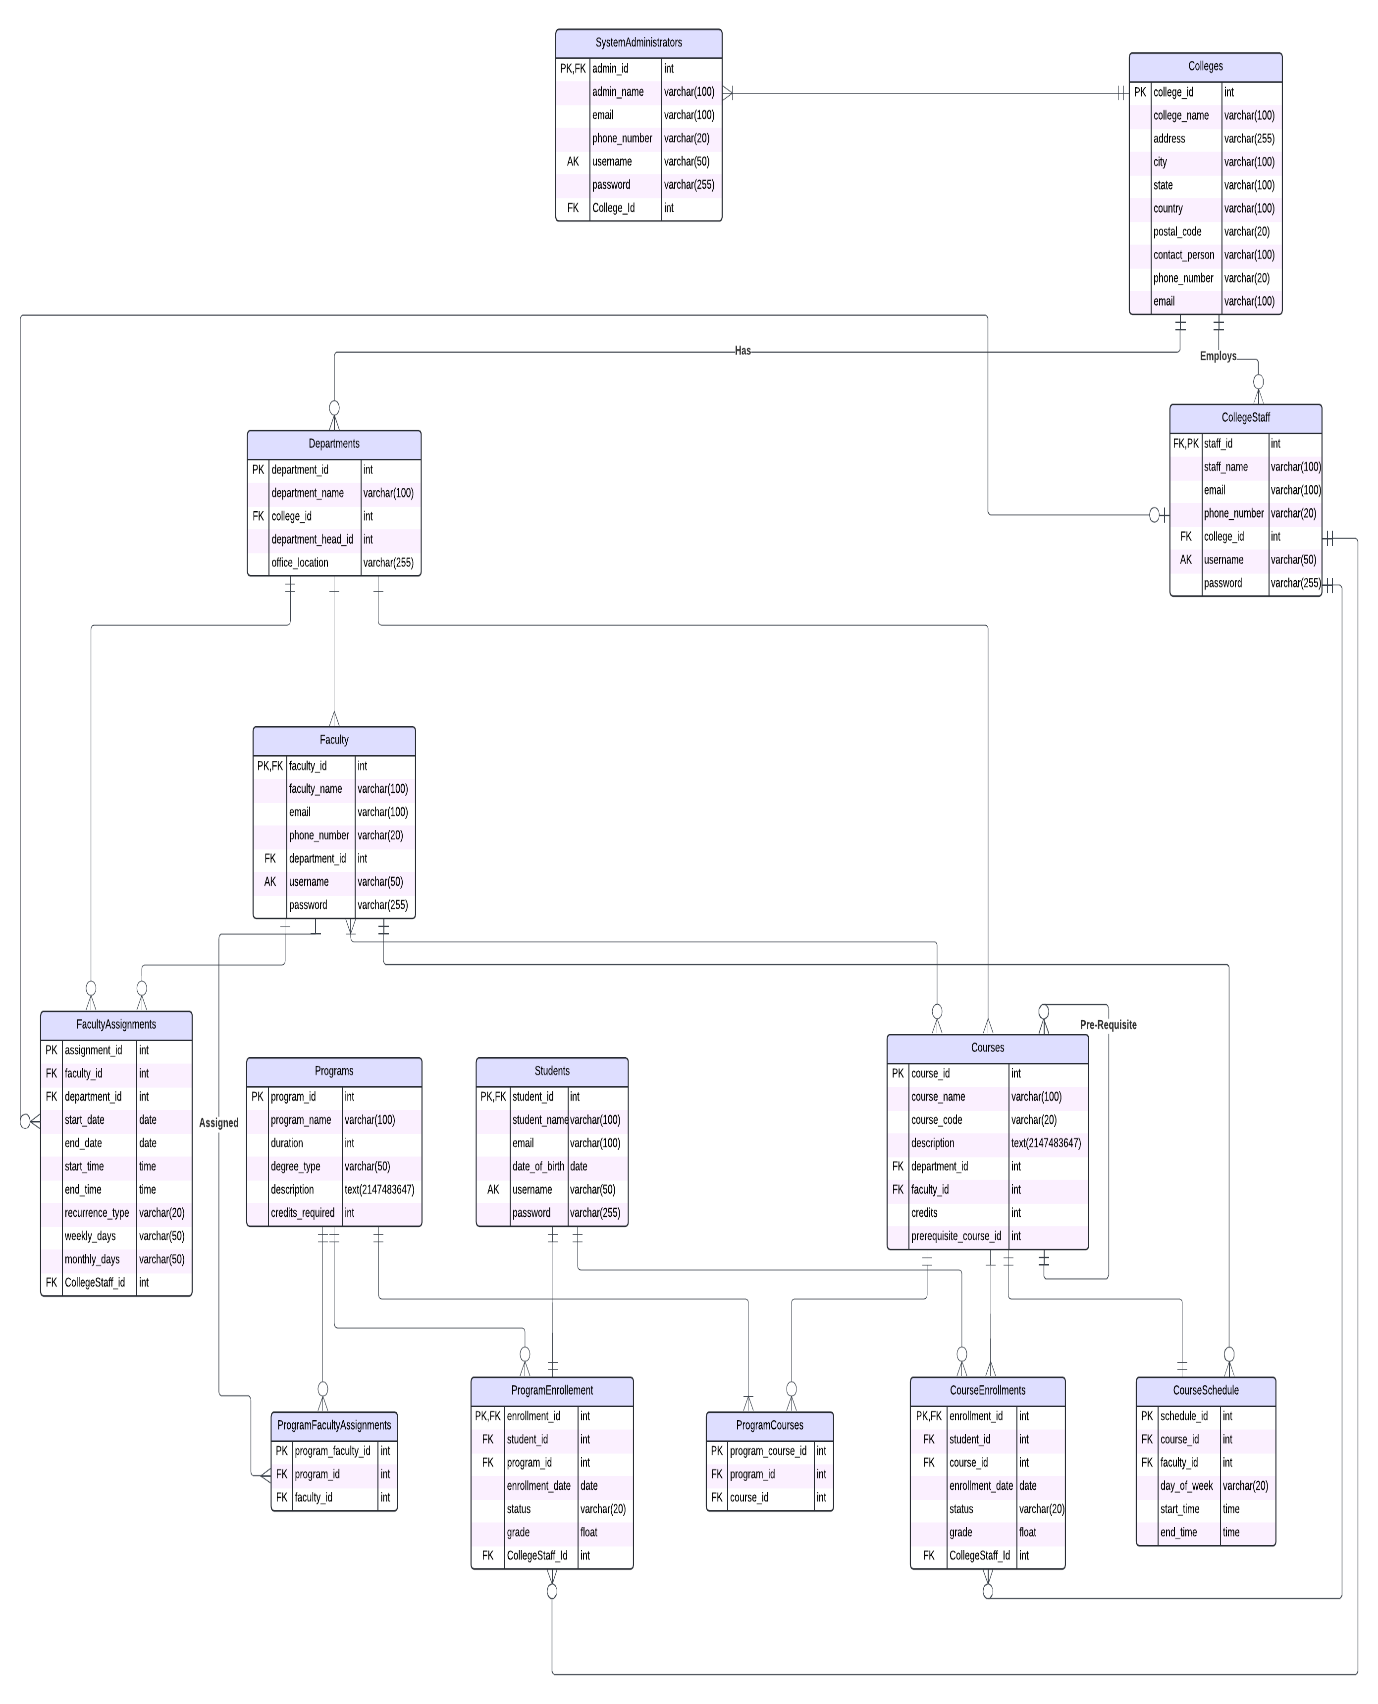 SystemAdministrators
PK,FK admin_id int
admin_name varchar(100)
email varchar(100)
phone_number varchar(20)
AK username varchar(50)
password varchar(255)
FK College_Id int
Colleges
PK college_id int
college_name varchar(100)
address varchar(255)
city varchar(100)
state varchar(100)
country varchar(100)
postal_code varchar(20)
contact_person varchar(100)
phone_number varchar(20)
email varchar(100)
Has
Employs
CollegeStaff
FK,PK staff_id int
staff_name varchar(100)
email varchar(100)
phone_number varchar(20)
FK college_id int
AK username varchar(50)
password varchar(255)
Departments
PK department_id int
department_name varchar(100)
FK college_id int
department_head_id int
office_location varchar(255)
Faculty
PK,FK faculty_id int
faculty_name varchar(100)
email varchar(100)
phone_number varchar(20)
FK department_id int
AK username varchar(50)
password varchar(255)
FacultyAssignments
PK assignment_id int
FK faculty_id int
FK department_id int
start_date date
end_date date
start_time time
end_time time
recurrence_type varchar(20)
weekly_days varchar(50)
monthly_days varchar(50)
FK CollegeStaff_id int
Assigned
Programs
PK program_id int
program_name varchar(100)
duration int
degree_type varchar(50)
description text(2147483647)
credits_required int
Students
PK,FK student_id int
student_name varchar(100)
email varchar(100)
date_of_birth date
AK username varchar(50)
password varchar(255)
Courses
PK course_id int
course_name varchar(100)
course_code varchar(20)
description text(2147483647)
FK department_id int
FK faculty_id int
credits int
prerequisite_course_id int
Pre-Requisite
ProgramFacultyAssignments
PK program_faculty_id int
FK program_id int
FK faculty_id int
ProgramEnrollement
PK,FK enrollment_id int
FK student_id int
FK program_id int
enrollment_date date
status varchar(20)
grade float
FK CollegeStaff_Id int
ProgramCourses
PK program_course_id int
FK program_id int
FK course_id int
CourseEnrollments
PK,FK enrollment_id int
FK student_id int
FK course_id int
enrollment_date date
status varchar(20)
grade float
FK CollegeStaff_Id int
CourseSchedule
PK schedule_id int
FK course_id int
FK faculty_id int
day_of_week varchar(20)
start_time time
end_time time